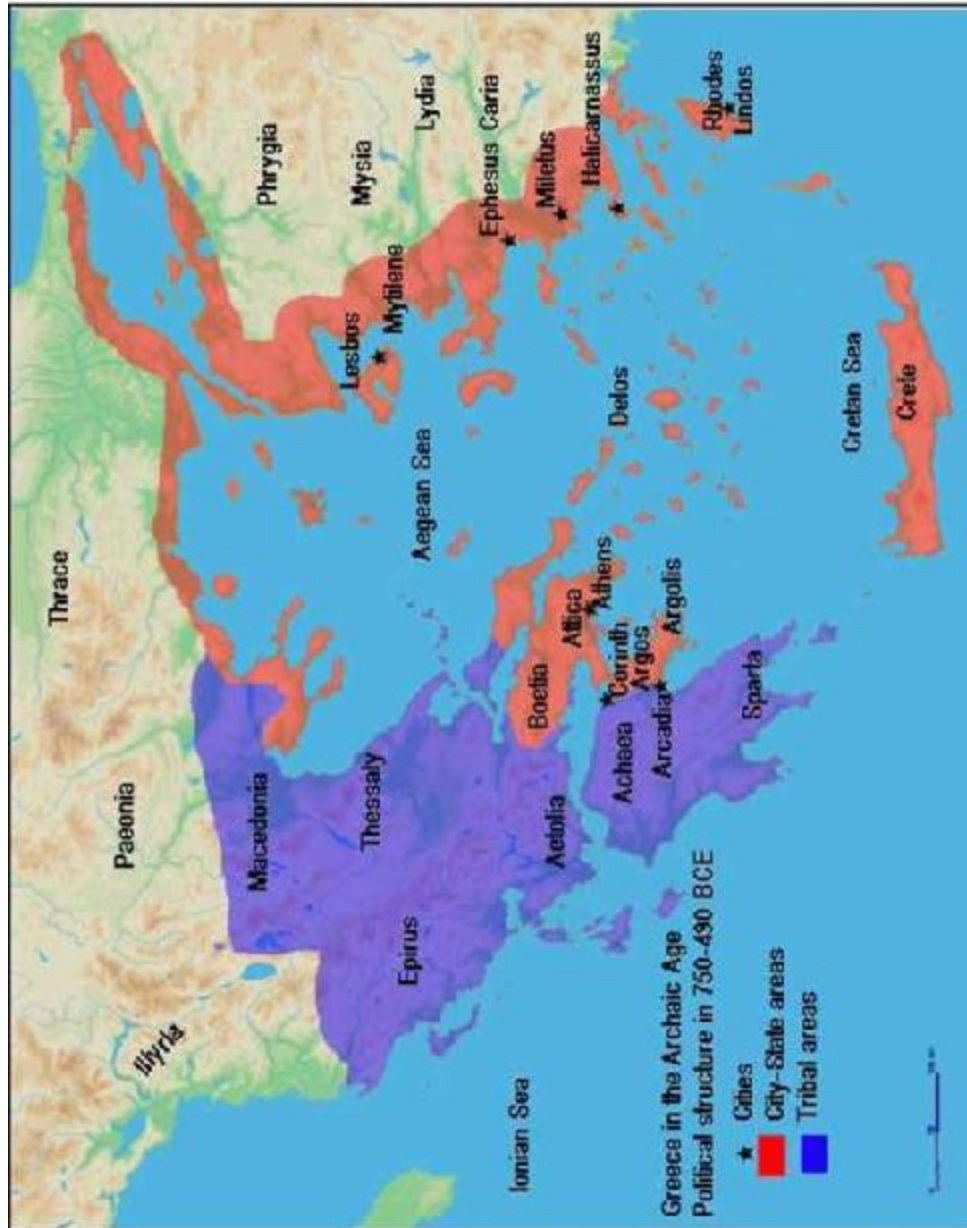 Illyria
Paeonia
Thrace
Macedonia
Thessaly
Epirus
Aetolia
Phrygia
Mysia
Lydia
Lesbos
Mytilene
Aegean Sea
Ephesus Caria
Miletus
Halicarnassus
Boetia
Attica
Athens
Corinth
Argos
Argolis
Achaea
Arcadia
Sparta
Delos
Rhodes
Lindos
Ionian Sea
Cretan Sea
Crete
Greece in the Archaic Age
Political structure in 750-490 BCE
Cities
City-State areas
Tribal areas